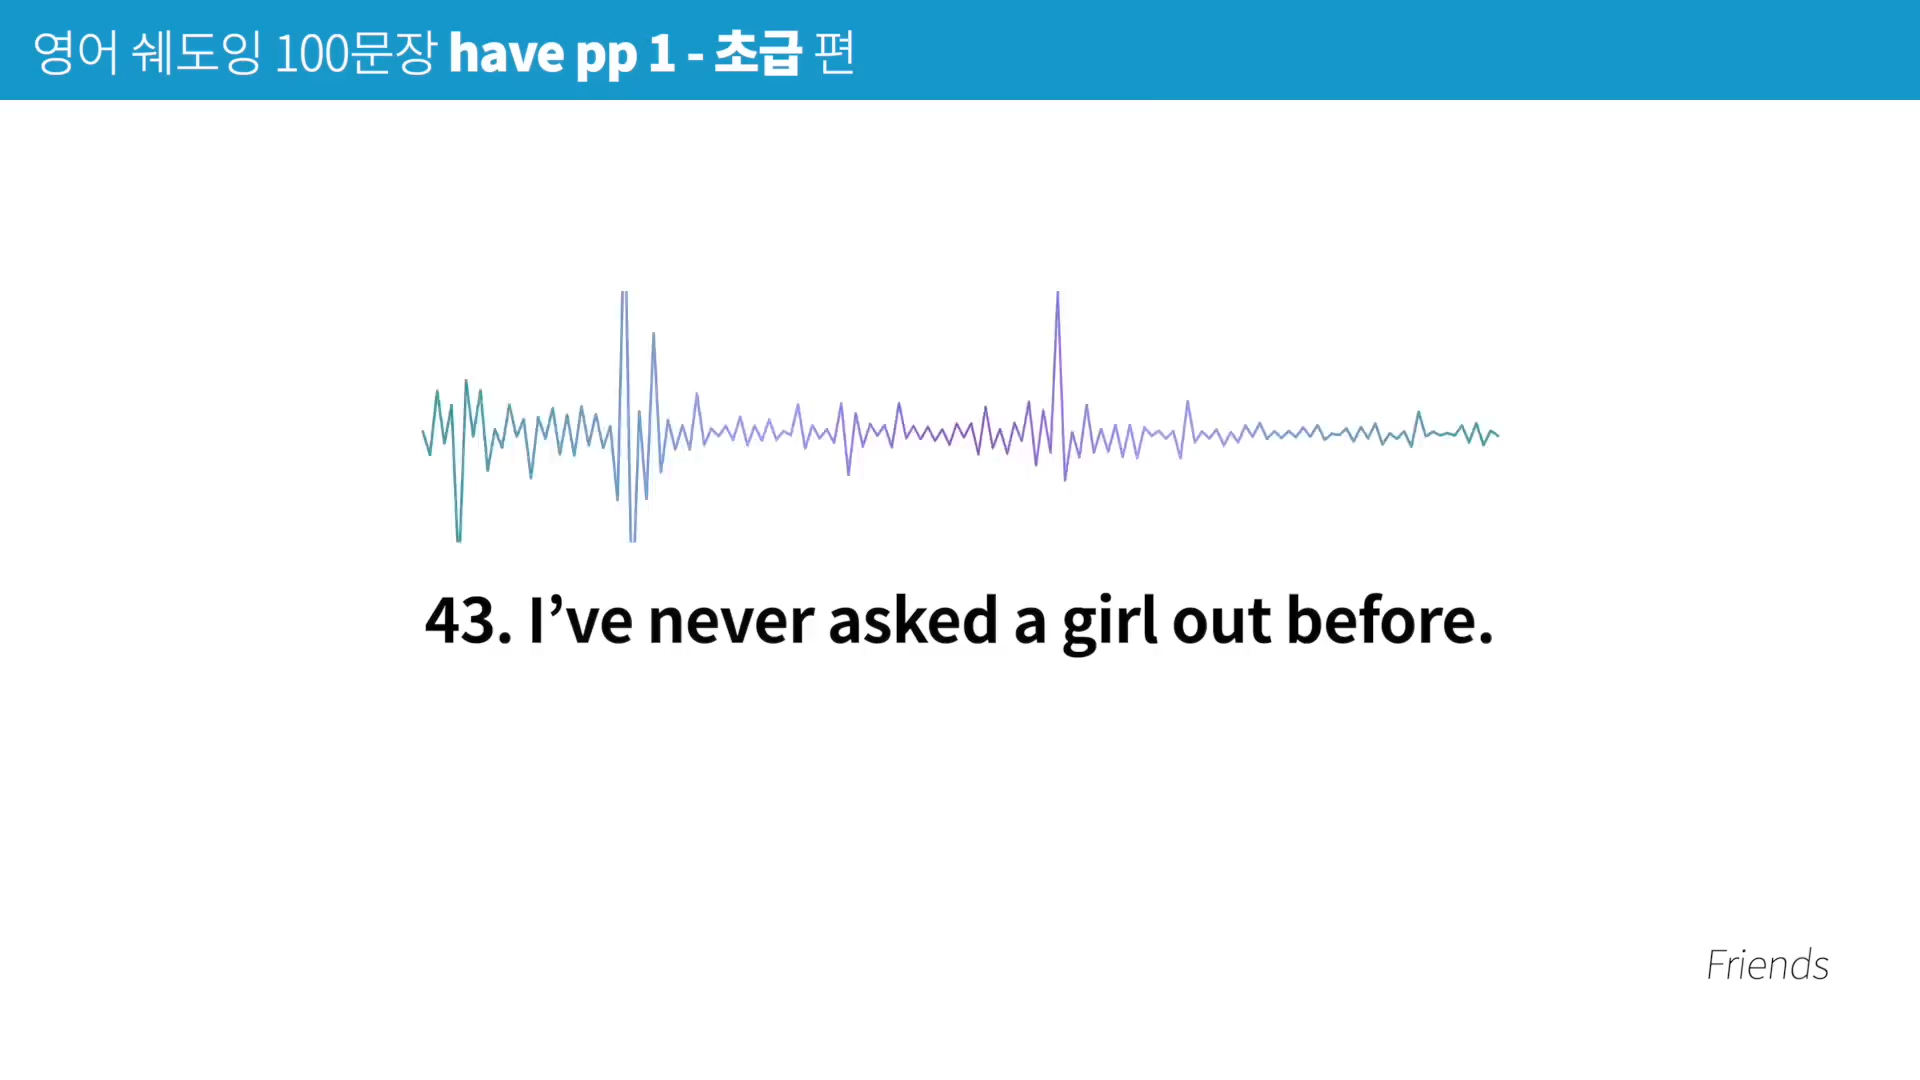 영어 쉐도잉 100문장 have pp 1 - 초급 편
43. I’ve never asked a girl out before.
Friends